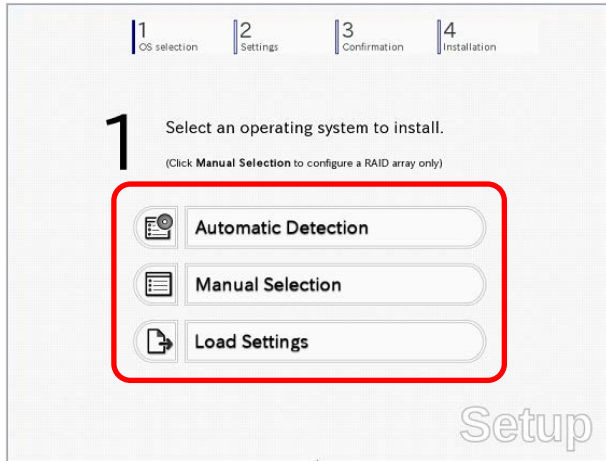 1 2 3 4
OS selection Settings Confirmation Installation
1 Select an operating system to install.
(Click Manual Selection to configure a RAID array only)
Automatic Detection
Manual Selection
Load Settings
Setup